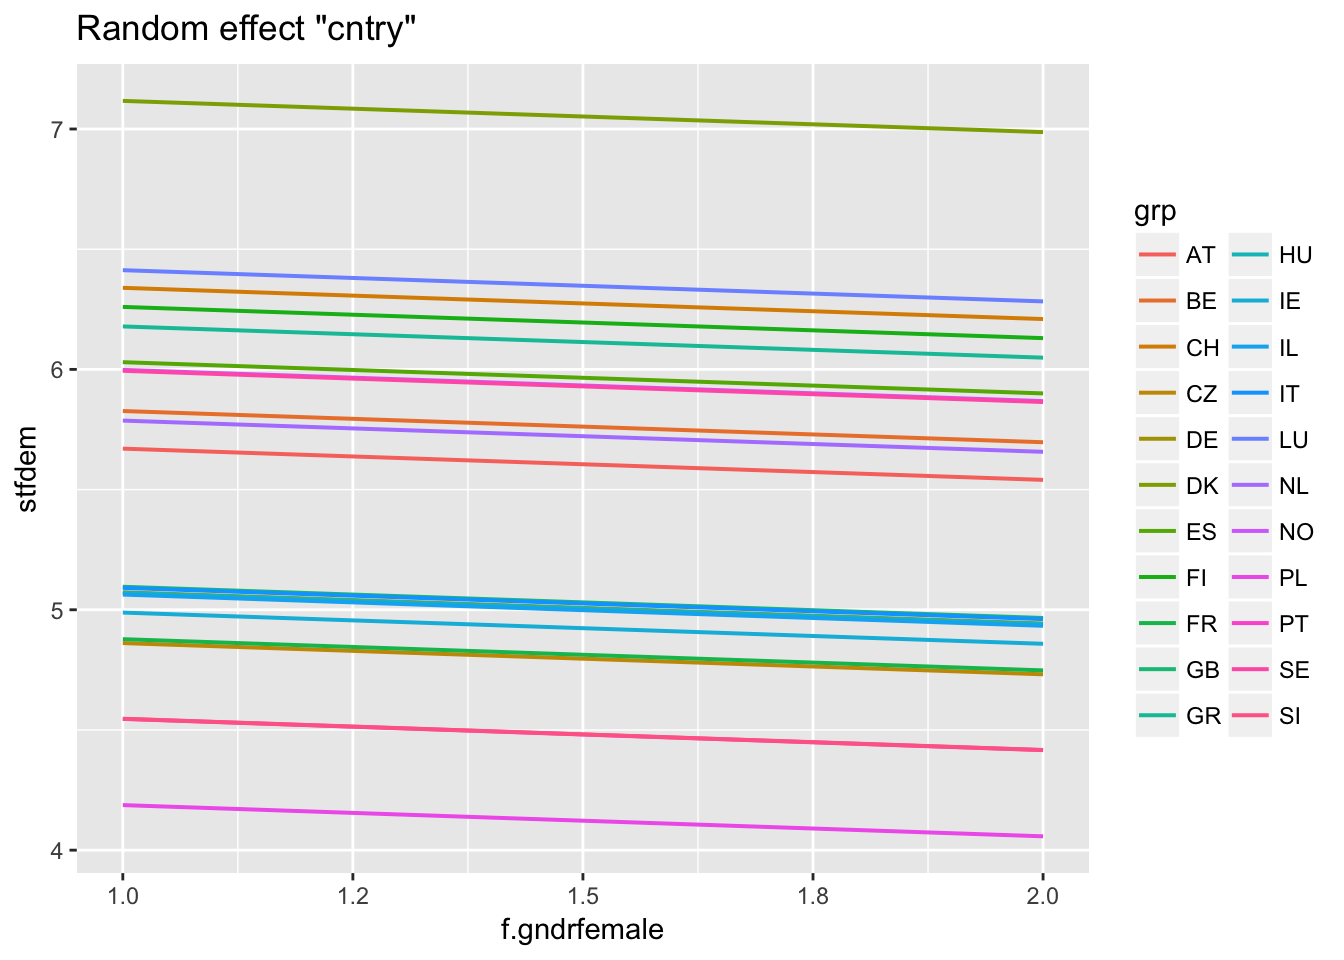 Random effect "cntry"
stfdem
7
6
5
4
1.0 1.2 1.5 1.8 2.0
f.gndrfemale
grp
AT HU
BE IE
CH IL
CZ IT
DE LU
DK NL
ES NO
FI PL
FR PT
GB SE
GR SI